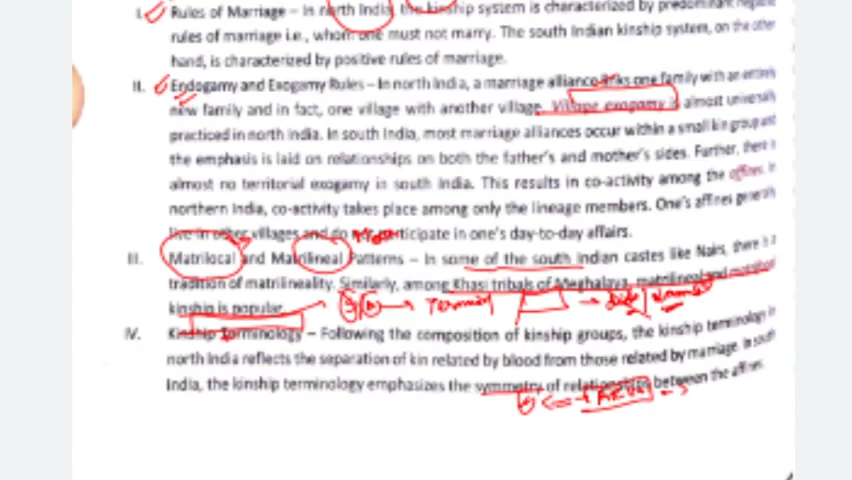 I. Rules of Marriage – In north India, the kinship system is characterized by predominant negative
rules of marriage i.e., whom one must not marry. The south Indian kinship system, on the other
hand, is characterized by positive rules of marriage.
II. Endogamy and Exogamy Rules – In north India, a marriage alliance links one family with an entirely
new family and in fact, one village with another village. Village exogamy is almost universally
practiced in north India. In south India, most marriage alliances occur within a small kin group and
the emphasis is laid on relationships on both the father's and mother's sides. Further, there is
almost no territorial exogamy in south India. This results in co-activity among the affines. In
northern India, co-activity takes place among only the lineage members. One's affines generally
live in other villages and do not participate in one's day-to-day affairs.
III. Matrilocal and Matrilineal Patterns – In some of the south Indian castes like Nairs, there is a
tradition of matrilineality. Similarly, among Khasi tribals of Meghalaya, matrilineal and matrilocal
kinship is popular.
IV. Kinship Terminology – Following the composition of kinship groups, the kinship terminology in
north India reflects the separation of kin related by blood from those related by marriage. In south
India, the kinship terminology emphasizes the symmetry of relationships between the affines